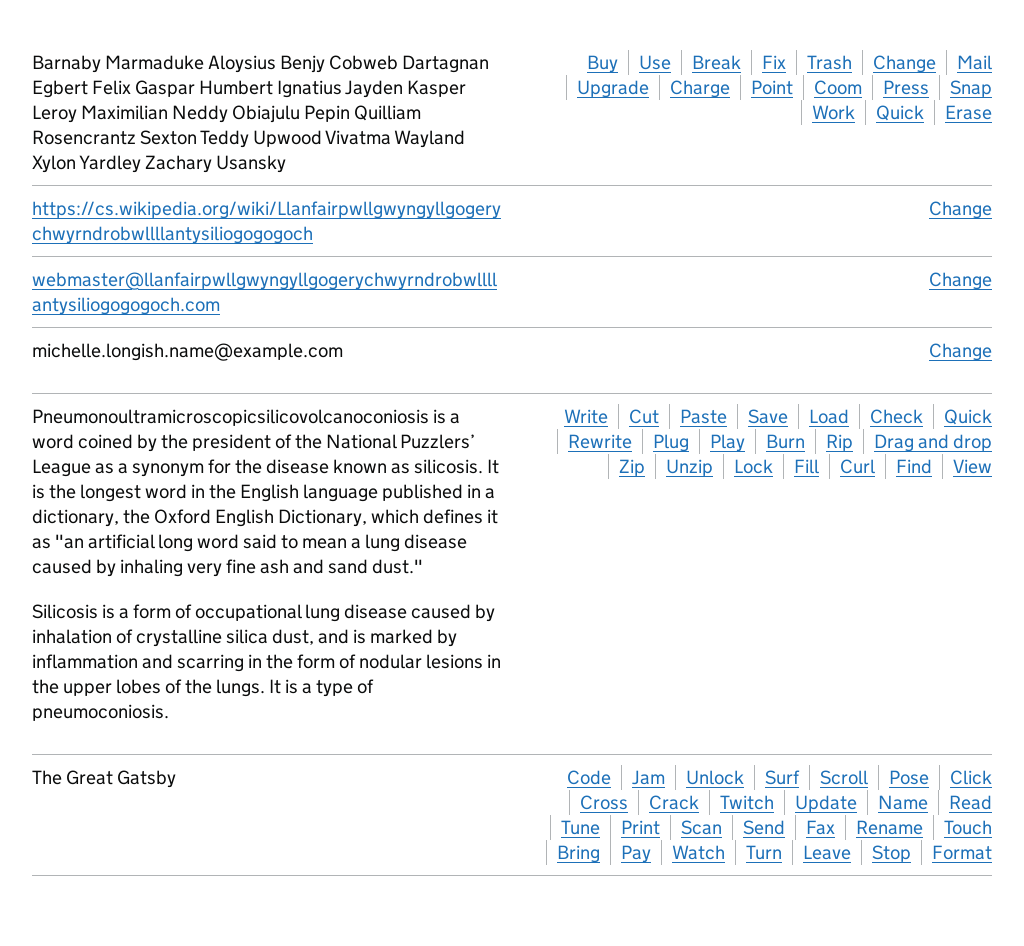 Barnaby Marmaduke Aloysius Benjy Cobweb Dartagnan
Egbert Felix Gaspar Humbert Ignatius Jayden Kasper
Leroy Maximilian Neddy Obiajulu Pepin Quilliam
Rosencrantz Sexton Teddy Upwood Vivatma Wayland
Xylon Yardley Zachary Usansky
Buy Use Break Fix Trash Change Mail
Upgrade Charge Point Coom Press Snap
Work Quick Erase
https://cs.wikipedia.org/wiki/Llanfairpwllgwyngyllgogery
chwyrndrobwllllantysiliogogogoch
Change
webmaster@llanfairpwllgwyngyllgogerychwyrndrobwllll
antysiliogogogoch.com
Change
michelle.longish.name@example.com
Change
Pneumonoultramicroscopicsilicovolcanoconiosis is a
word coined by the president of the National Puzzlers’
League as a synonym for the disease known as silicosis. It
is the longest word in the English language published in a
dictionary, the Oxford English Dictionary, which defines it
as "an artificial long word said to mean a lung disease
caused by inhaling very fine ash and sand dust."
Silicosis is a form of occupational lung disease caused by
inhalation of crystalline silica dust, and is marked by
inflammation and scarring in the form of nodular lesions in
the upper lobes of the lungs. It is a type of
pneumoconiosis.
Write Cut Paste Save Load Check Quick
Rewrite Plug Play Burn Rip Drag and drop
Zip Unzip Lock Fill Curl Find View
The Great Gatsby
Code Jam Unlock Surf Scroll Pose Click
Cross Crack Twitch Update Name Read
Tune Print Scan Send Fax Rename Touch
Bring Pay Watch Turn Leave Stop Format